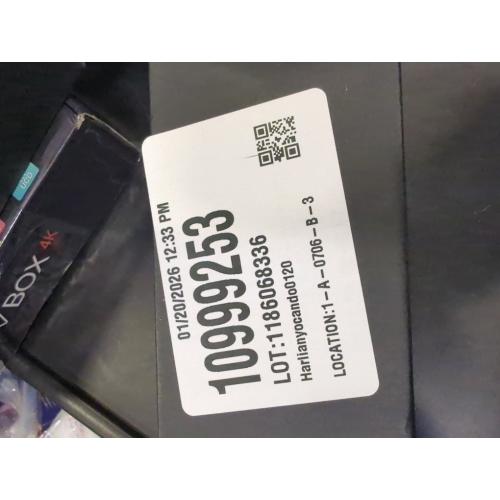 01/20/2026 12:33 PM
10999253
LOT:1186068336
Harlianyocando0120
LOCATION:1-A-0706-B-3
V BOX 4K